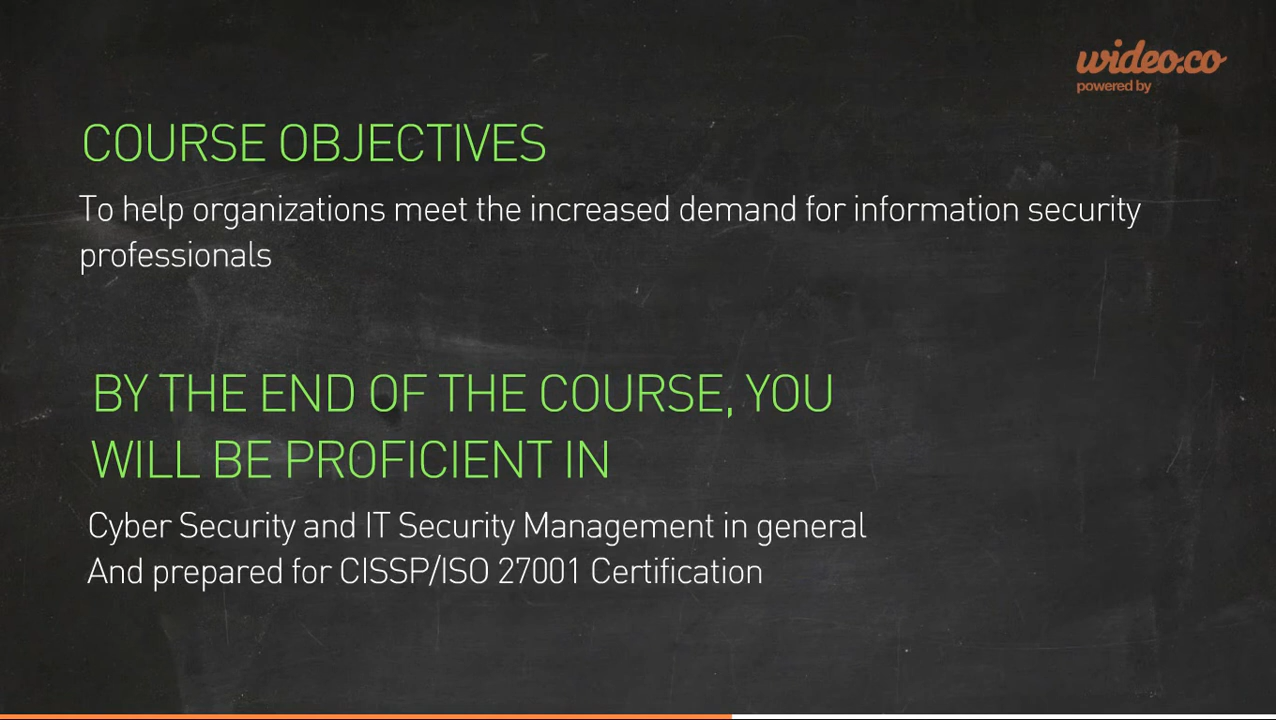 wideo.co
powered by
COURSE OBJECTIVES
To help organizations meet the increased demand for information security
professionals
BY THE END OF THE COURSE, YOU
WILL BE PROFICIENT IN
Cyber Security and IT Security Management in general
And prepared for CISSP/ISO 27001 Certification